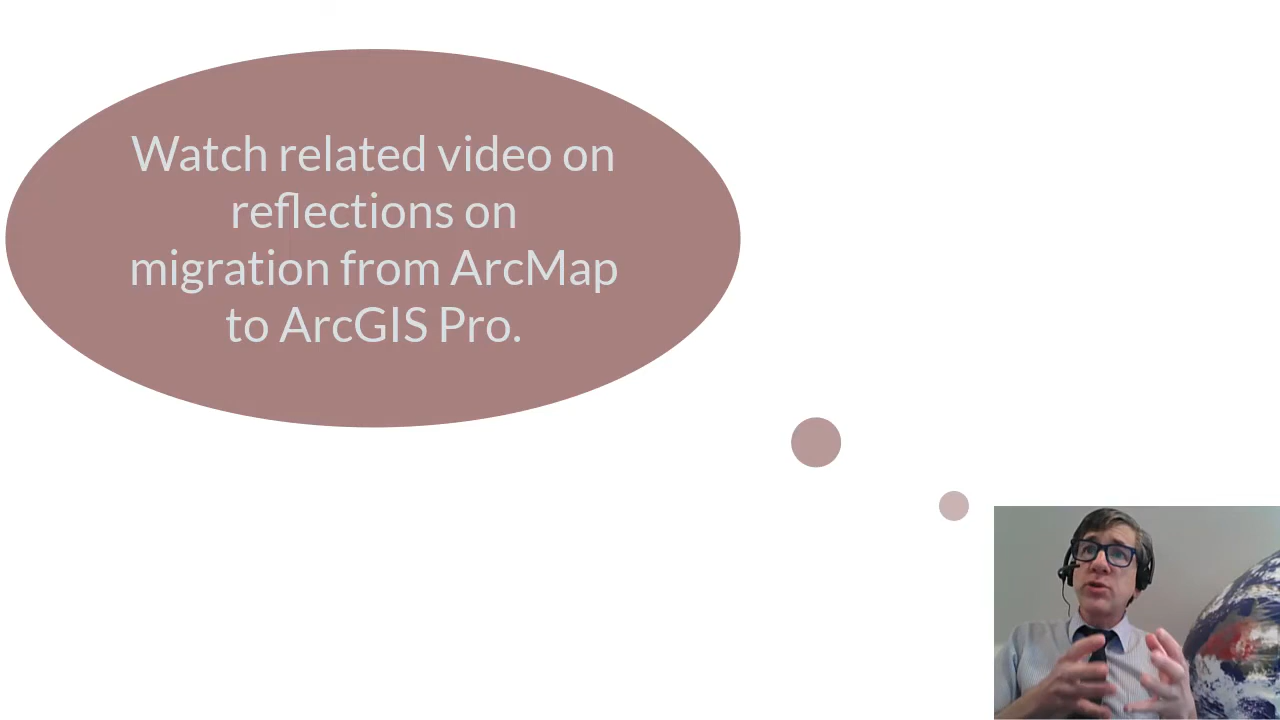 Watch related video on
reflections on
migration from ArcMap
to ArcGIS Pro.